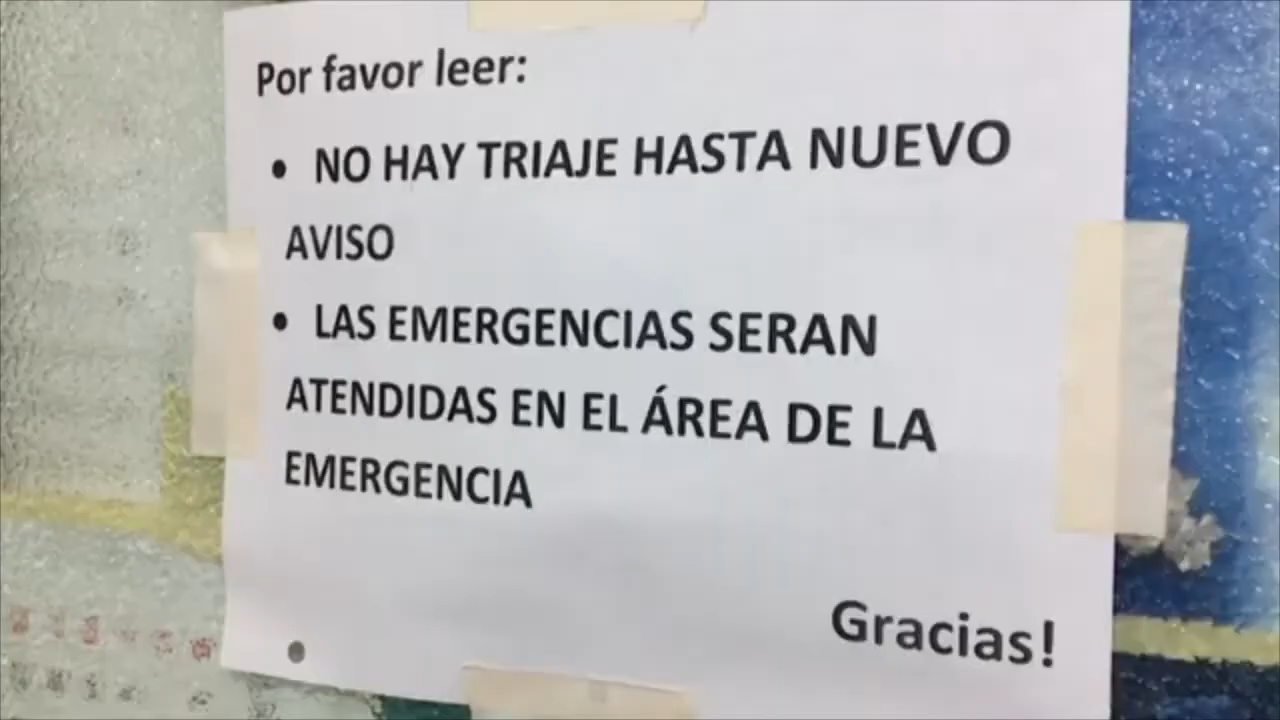 Por favor leer:
• NO HAY TRIAJE HASTA NUEVO
AVISO
• LAS EMERGENCIAS SERAN
ATENDIDAS EN EL ÁREA DE LA
EMERGENCIA
Gracias!